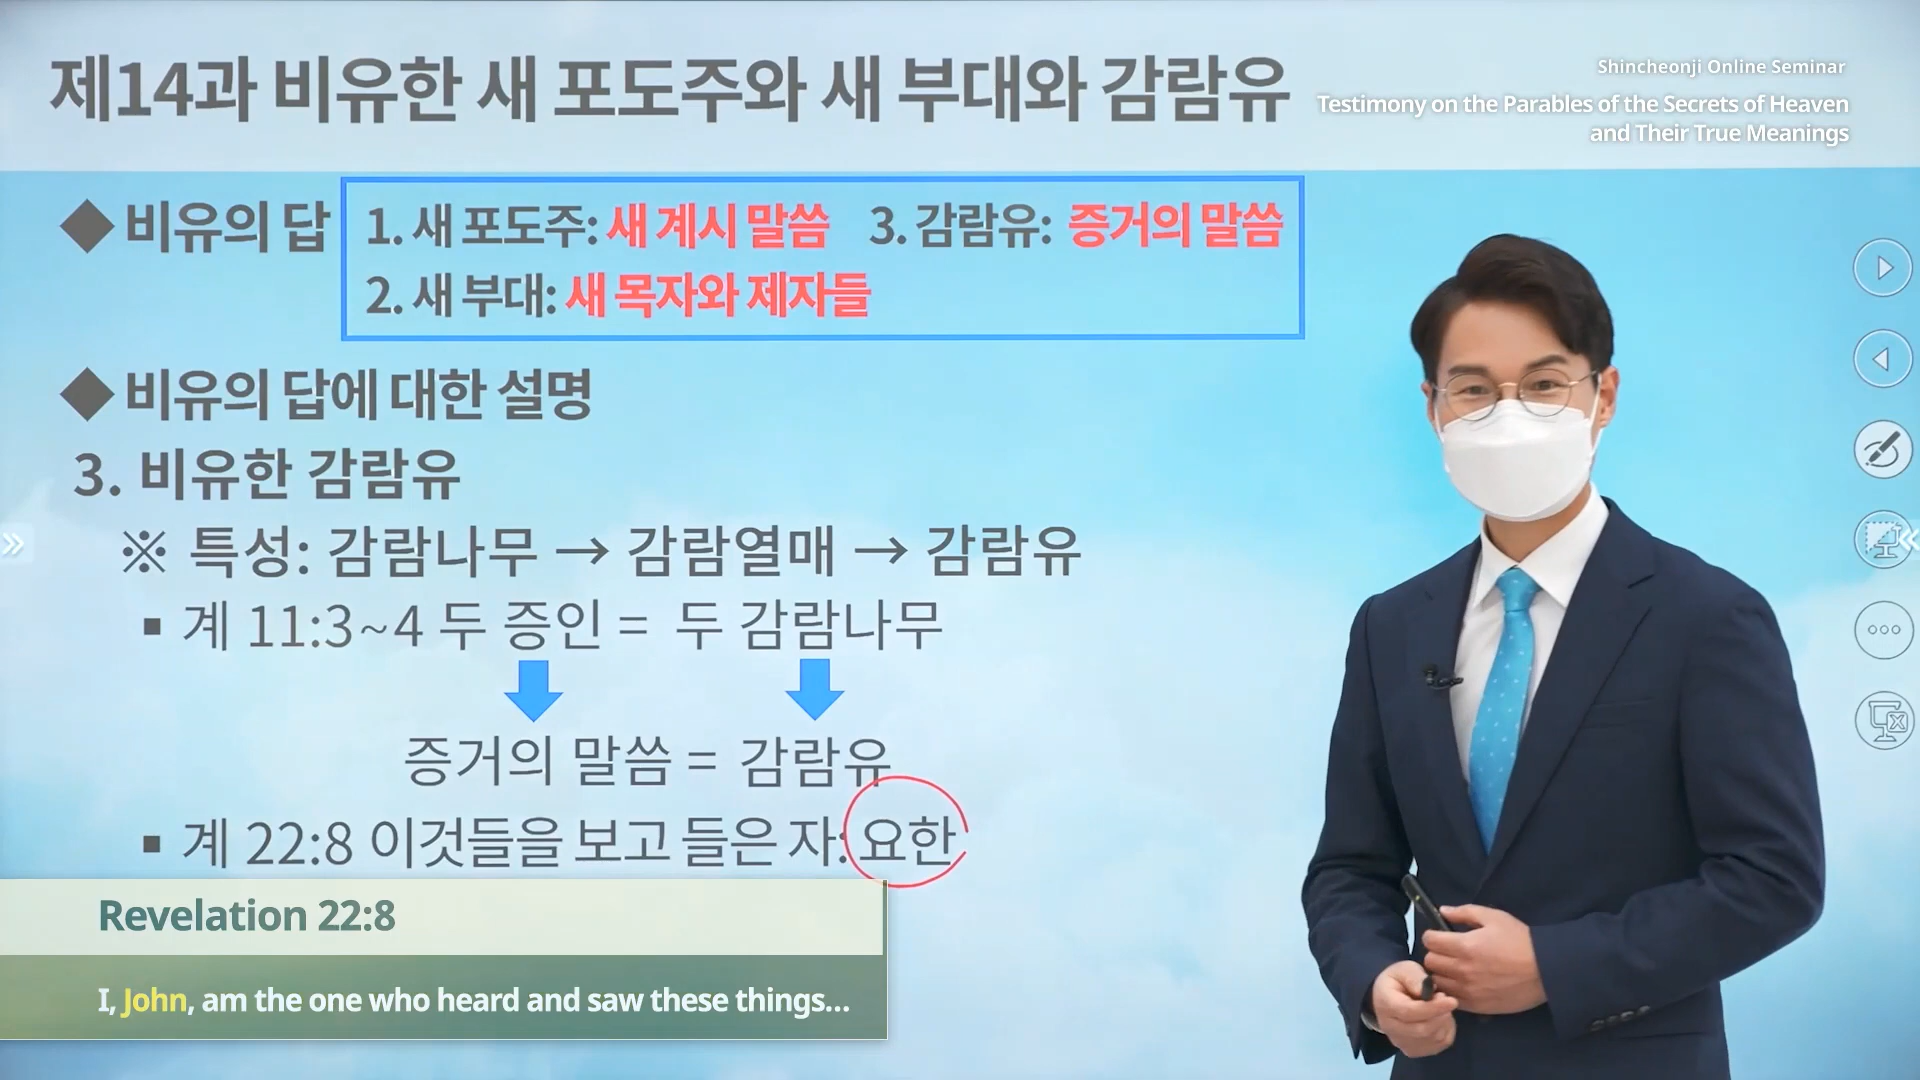 제14과 비유한 새 포도주와 새 부대와 감람유
Shincheonji Online Seminar
Testimony on the Parables of the Secrets of Heaven
and Their True Meanings
◆ 비유의 답
1. 새 포도주: 새 계시 말씀 3. 감람유: 증거의 말씀
2. 새 부대: 새 목자와 제자들
◆ 비유의 답에 대한 설명
3. 비유한 감람유
※ 특성: 감람나무 → 감람열매 → 감람유
▪ 계 11:3~4 두 증인 = 두 감람나무
증거의 말씀 = 감람유
▪ 계 22:8 이것들을 보고 들은 자: 요한
Revelation 22:8
I, John, am the one who heard and saw these things...